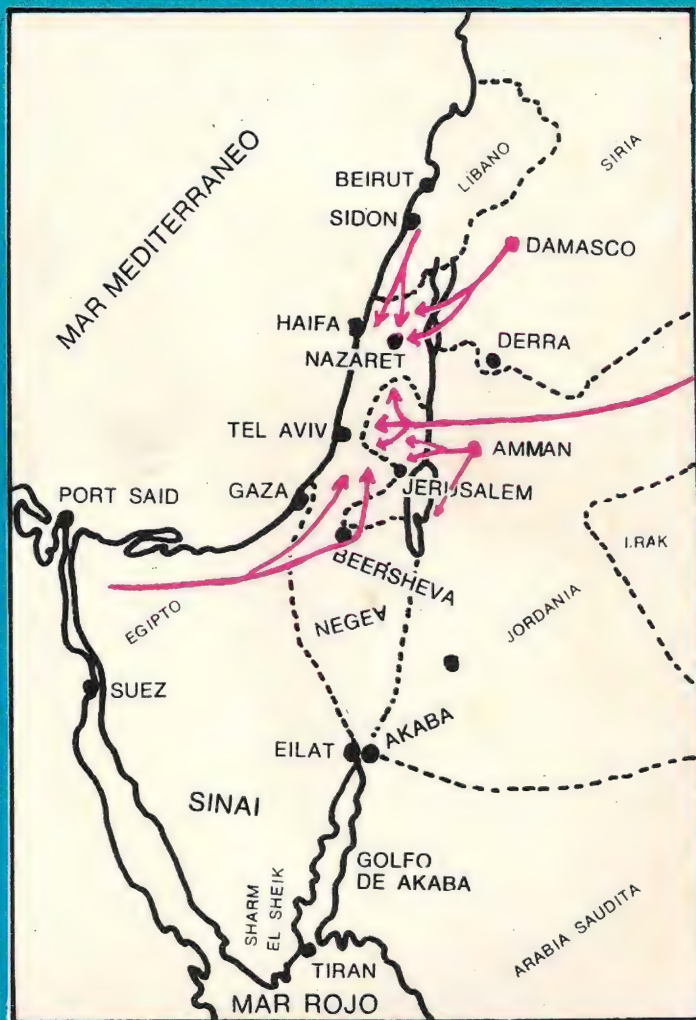 MAR MEDITERRANEO
LIBANO
SIRIA
BEIRUT
SIDON
DAMASCO
HAIFA
NAZARET
DERRA
TEL AVIV
AMMAN
GAZA
JERUSALEM
PORT SAID
BEERSHEVA
I.RAK
EGIPTO
NEGEV
JORDANIA
SUEZ
EILAT
AKABA
SINAI
GOLFO
DE AKABA
SHARM
EL SHEIK
TIRAN
ARABIA SAUDITA
MAR ROJO